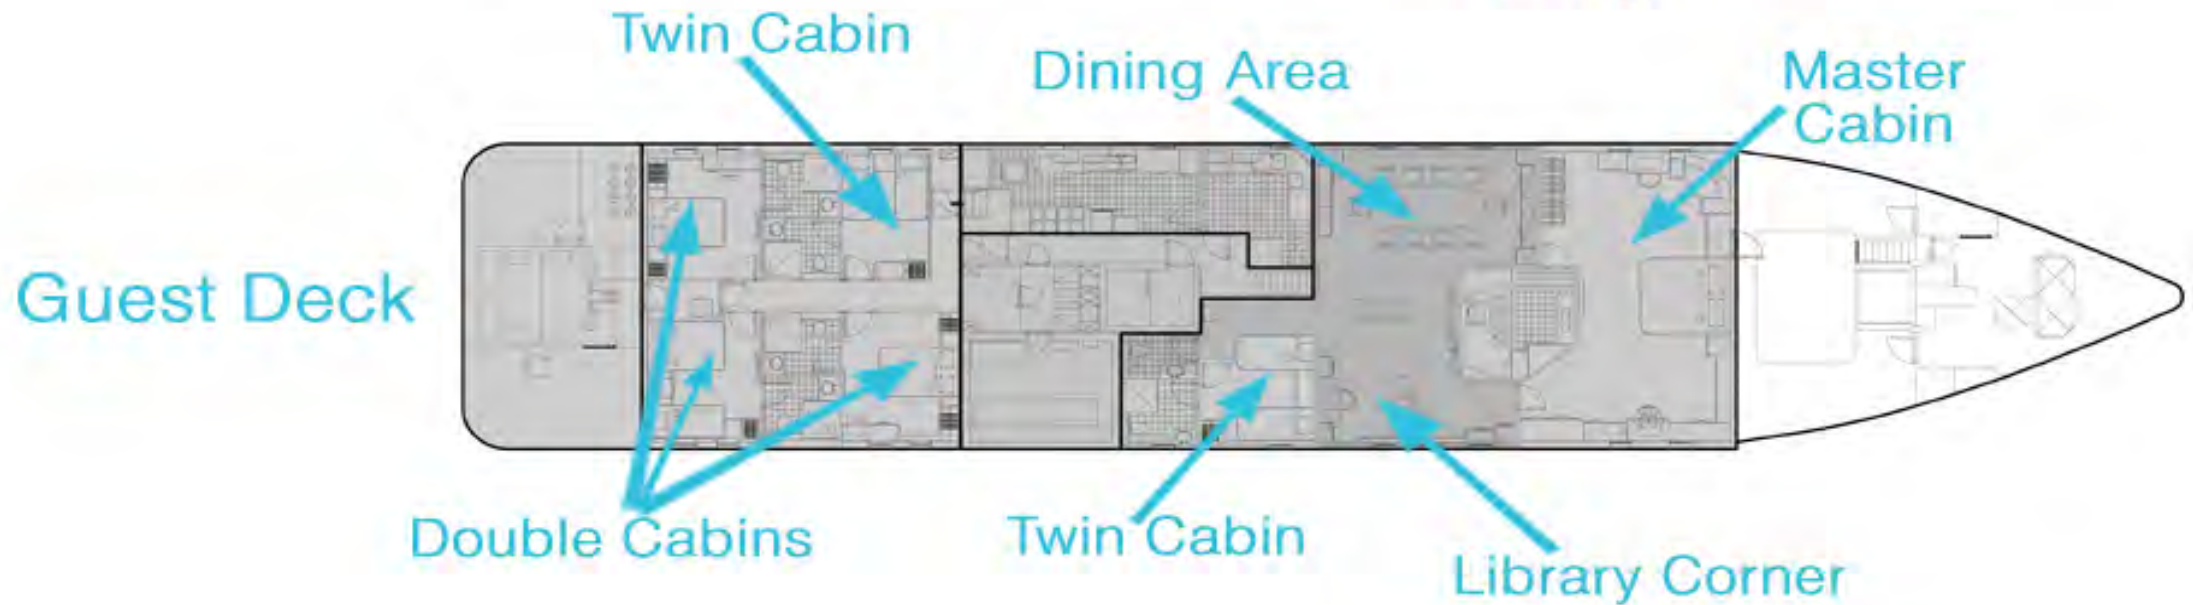 Twin Cabin
Dining Area
Master
Cabin
Guest Deck
Double Cabins
Twin Cabin
Library Corner